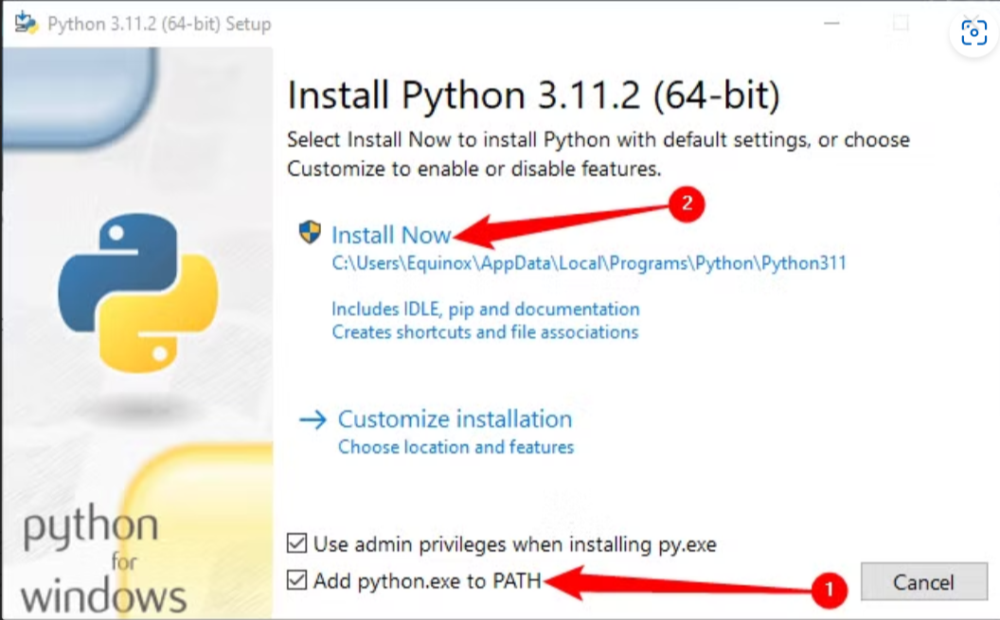 Python 3.11.2 (64-bit) Setup
Install Python 3.11.2 (64-bit)
Select Install Now to install Python with default settings, or choose
Customize to enable or disable features.
2
Install Now
C:\Users\Equinox\AppData\Local\Programs\Python\Python311
Includes IDLE, pip and documentation
Creates shortcuts and file associations
Customize installation
Choose location and features
python
for
windows
Use admin privileges when installing py.exe
Add python.exe to PATH
1
Cancel